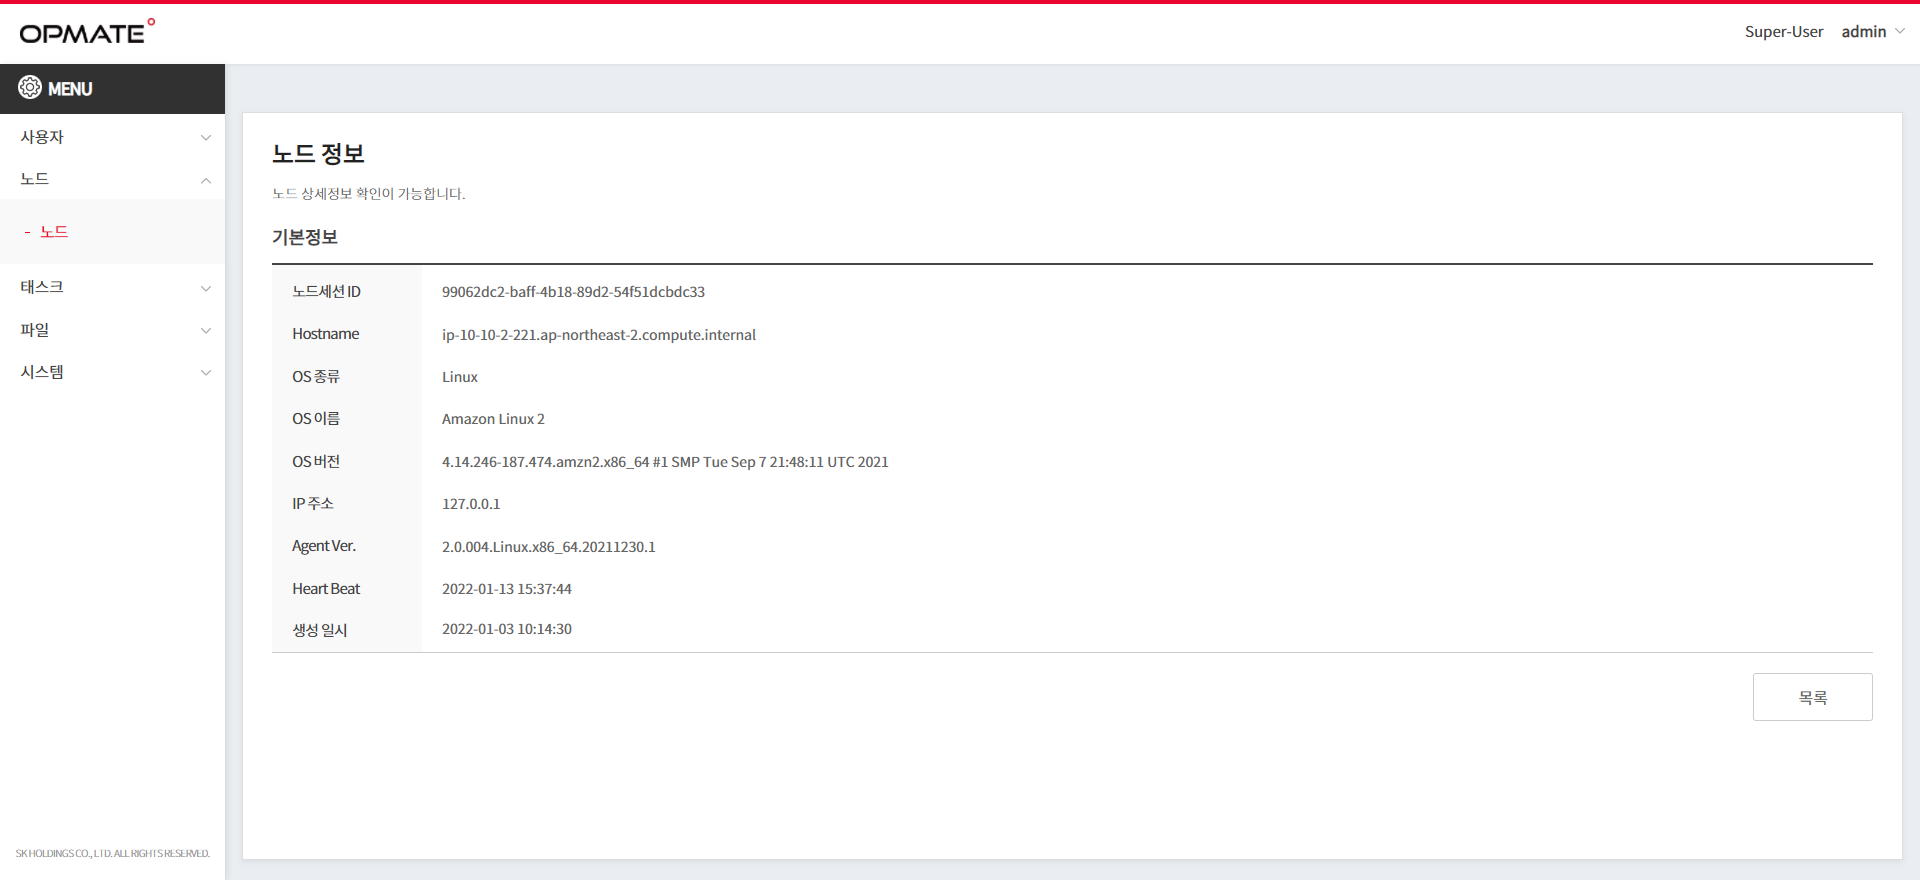 OPMATE
Super-User admin
MENU
사용자
노드
- 노드
태스크
파일
시스템
노드 정보
노드 상세정보 확인이 가능합니다.
기본정보
노드세션 ID 99062dc2-baff-4b18-89d2-54f51dcbdc33
Hostname ip-10-10-2-221.ap-northeast-2.compute.internal
OS 종류 Linux
OS 이름 Amazon Linux 2
OS 버전 4.14.246-187.474.amzn2.x86_64 #1 SMP Tue Sep 7 21:48:11 UTC 2021
IP 주소 127.0.0.1
Agent Ver. 2.0.004.Linux.x86_64.20211230.1
Heart Beat 2022-01-13 15:37:44
생성 일시 2022-01-03 10:14:30
목록
SK HOLDINGS CO., LTD. ALL RIGHTS RESERVED.